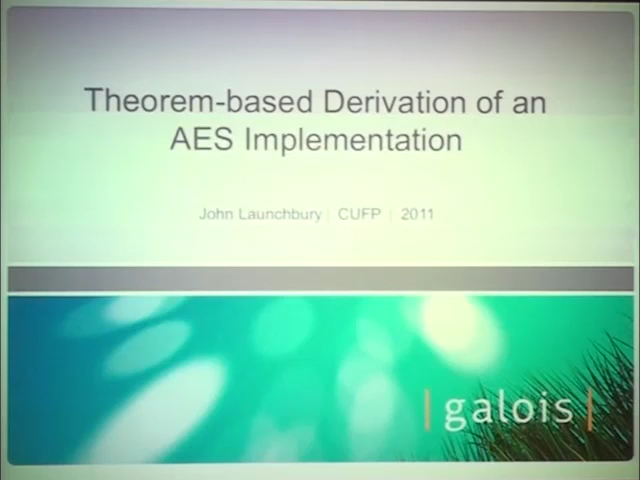 Theorem-based Derivation of an
AES Implementation
John Launchbury | CUFP | 2011
| galois |